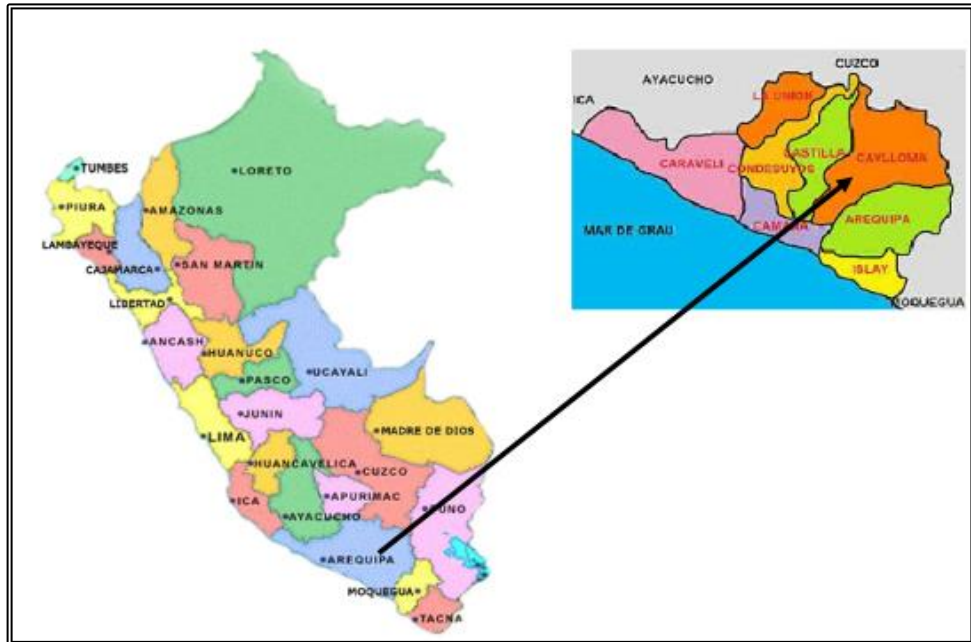 TUMBES
PIURA
LAMBAYEQUE
CAJAMARCA
AMAZONAS
LORETO
SAN MARTIN
LIBERTAD
ANCASH
HUANUCO
PASCO
UCAYALI
JUNIN
LIMA
MADRE DE DIOS
HUANCAVELICA
CUZCO
ICA
APURIMAC
AYACUCHO
PUNO
AREQUIPA
MOQUEGUA
TACNA
CUZCO
AYACUCHO
ICA
LA UNION
CASTILLA
CAYLLOMA
CARAVELI
CONDESUYOS
AREQUIPA
CAMANA
MAR DE GRAU
ISLAY
MOQUEGUA